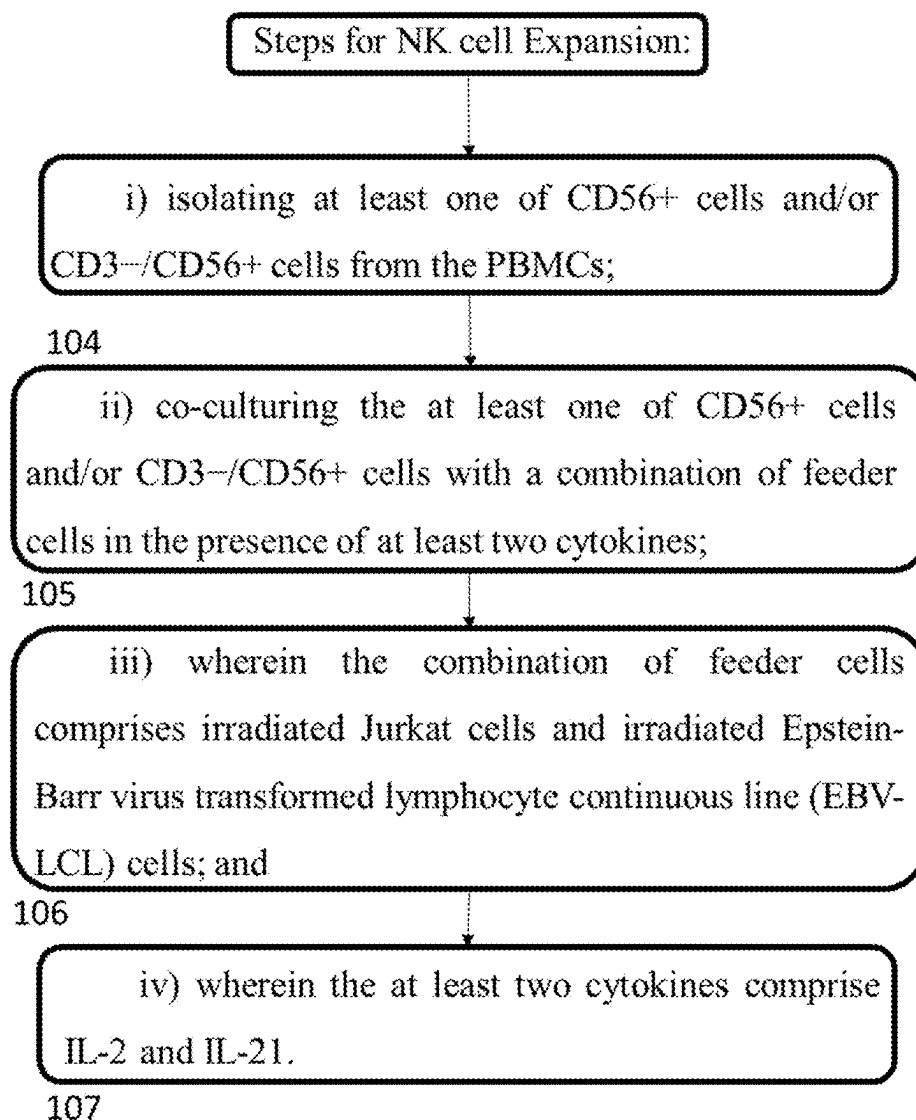 Steps for NK cell Expansion:
i) isolating at least one of CD56+ cells and/or
CD3−/CD56+ cells from the PBMCs;
104
ii) co-culturing the at least one of CD56+ cells
and/or CD3−/CD56+ cells with a combination of feeder
cells in the presence of at least two cytokines;
105
iii) wherein the combination of feeder cells
comprises irradiated Jurkat cells and irradiated Epstein-
Barr virus transformed lymphocyte continuous line (EBV-
LCL) cells; and
106
iv) wherein the at least two cytokines comprise
IL-2 and IL-21.
107